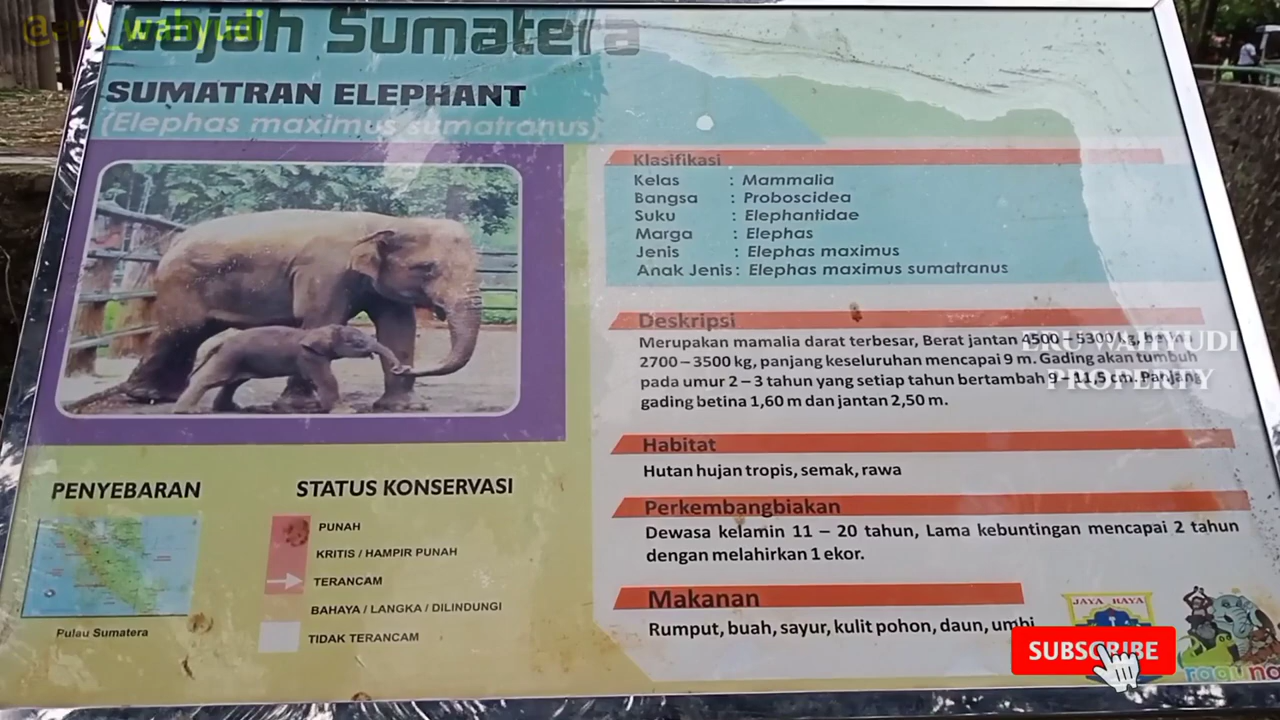 @eru_wahyudi
Gajah Sumatera
SUMATRAN ELEPHANT
(Elephas maximus sumatranus)
Klasifikasi
Kelas : Mammalia
Bangsa : Proboscidea
Suku : Elephantidae
Marga : Elephas
Jenis : Elephas maximus
Anak Jenis : Elephas maximus sumatranus
Deskripsi
Merupakan mamalia darat terbesar, Berat jantan 4500 – 5300 kg,
2700 – 3500 kg, panjang keseluruhan mencapai 9 m. Gading akan tumbuh
pada umur 2 – 3 tahun yang setiap tahun bertambah 9 – 11,5 cm. Panjang
gading betina 1,60 m dan jantan 2,50 m.
ERU WAHYUDI
PROPERTY
Habitat
Hutan hujan tropis, semak, rawa
Perkembangbiakan
Dewasa kelamin 11 – 20 tahun, Lama kebuntingan mencapai 2 tahun
dengan melahirkan 1 ekor.
Makanan
Rumput, buah, sayur, kulit pohon, daun, umbi
PENYEBARAN
Pulau Sumatera
STATUS KONSERVASI
PUNAH
KRITIS / HAMPIR PUNAH
TERANCAM
BAHAYA / LANGKA / DILINDUNGI
TIDAK TERANCAM
JAYA RAYA
SUBSCRIBE